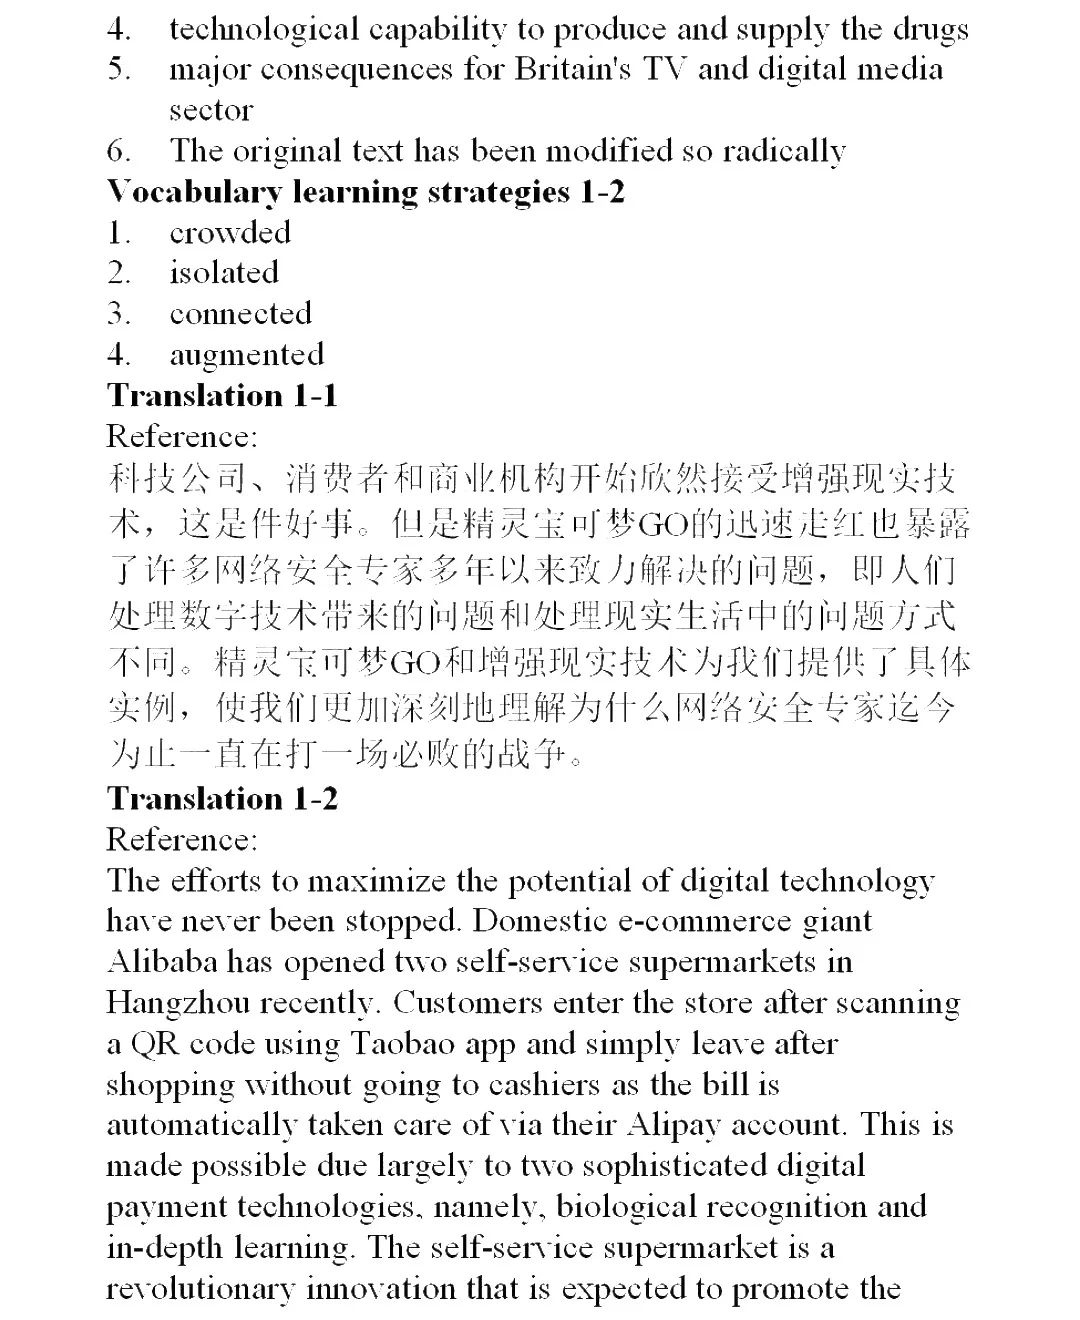 4. technological capability to produce and supply the drugs
5. major consequences for Britain's TV and digital media
sector
6. The original text has been modified so radically
Vocabulary learning strategies 1-2
1. crowded
2. isolated
3. connected
4. augmented
Translation 1-1
Reference:
科技公司、消费者和商业机构开始欣然接受增强现实技
术，这是件好事。但是精灵宝可梦GO的迅速走红也暴露
了许多网络安全专家多年以来致力解决的问题，即人们
处理数字技术带来的问题和处理现实生活中的问题方式
不同。精灵宝可梦GO和增强现实技术为我们提供了具体
实例，使我们更加深刻地理解为什么网络安全专家迄今
为止一直在打一场必败的战争。
Translation 1-2
Reference:
The efforts to maximize the potential of digital technology
have never been stopped. Domestic e-commerce giant
Alibaba has opened two self-service supermarkets in
Hangzhou recently. Customers enter the store after scanning
a QR code using Taobao app and simply leave after
shopping without going to cashiers as the bill is
automatically taken care of via their Alipay account. This is
made possible due largely to two sophisticated digital
payment technologies, namely, biological recognition and
in-depth learning. The self-service supermarket is a
revolutionary innovation that is expected to promote the